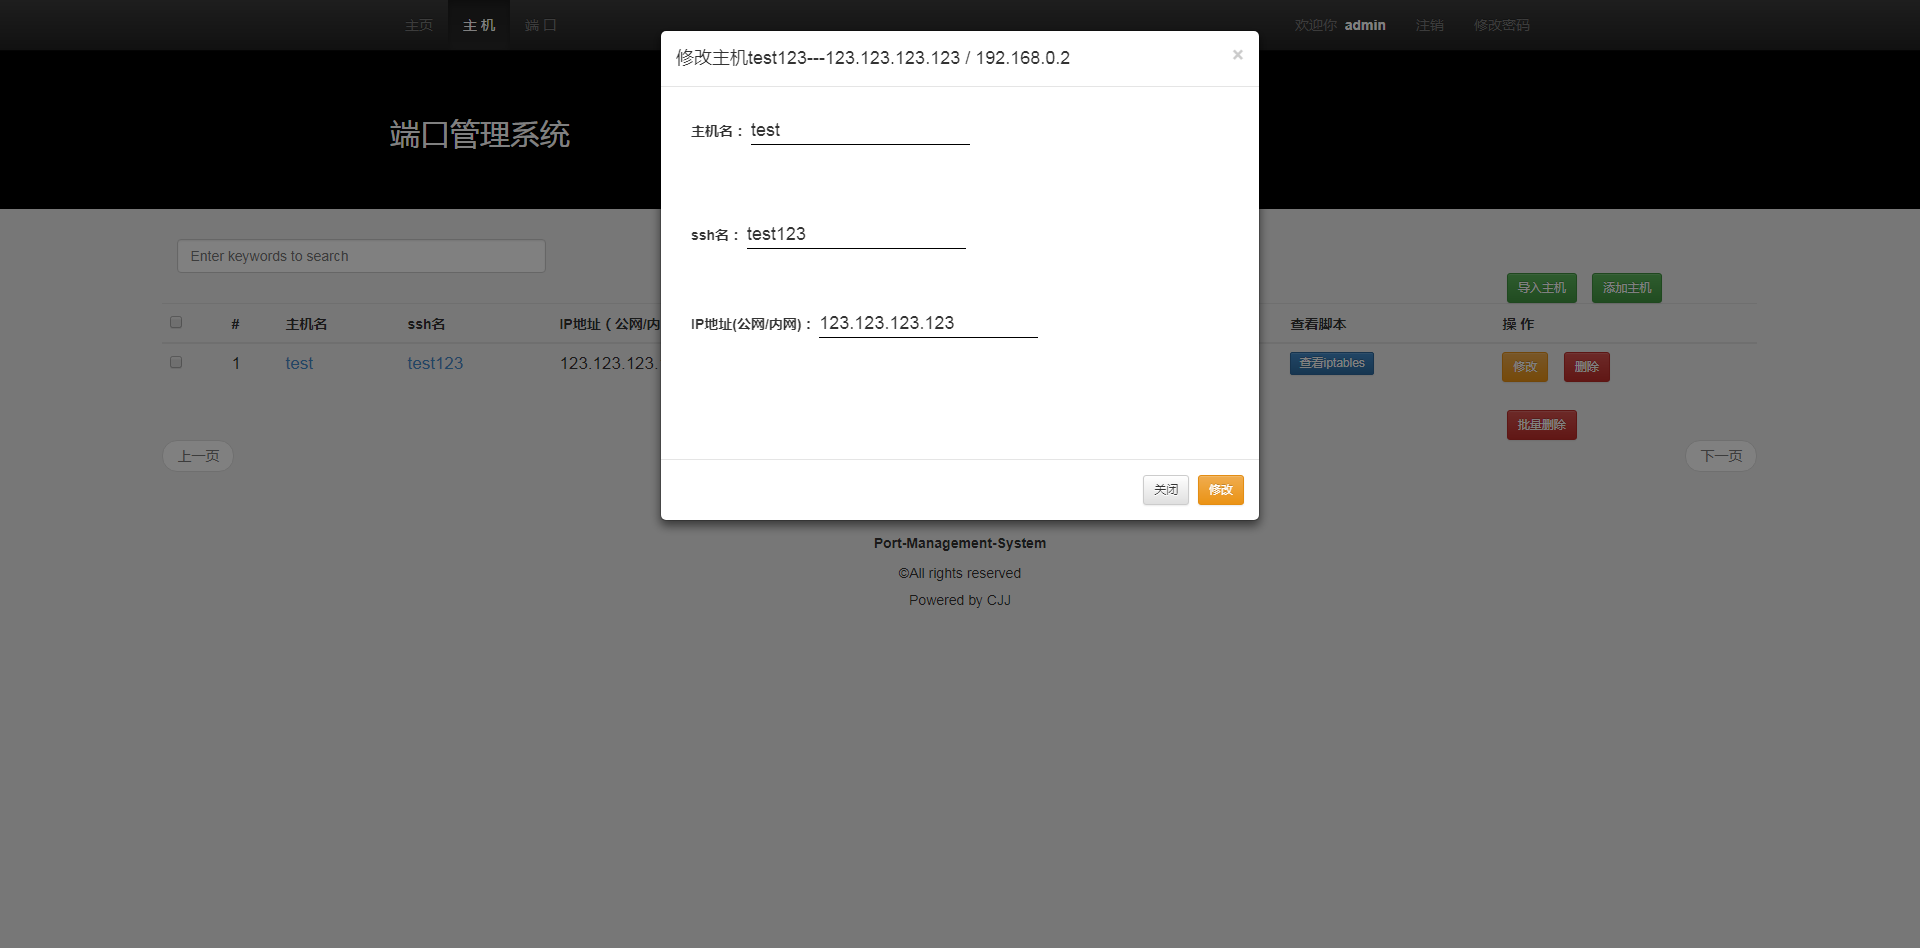 主页 主 机 端 口 欢迎你 admin 注销 修改密码
修改主机test123---123.123.123.123 / 192.168.0.2 ×
端口管理系统
主机名： test
ssh名： test123
IP地址(公网/内网)： 123.123.123.123
关闭 修改
Enter keywords to search
导入主机 添加主机
# 主机名 ssh名 IP地址（公网/内 查看脚本 操 作
1 test test123 123.123.123. 查看iptables 修改 删除
批量删除
上一页 下一页
Port-Management-System
©All rights reserved
Powered by CJJ